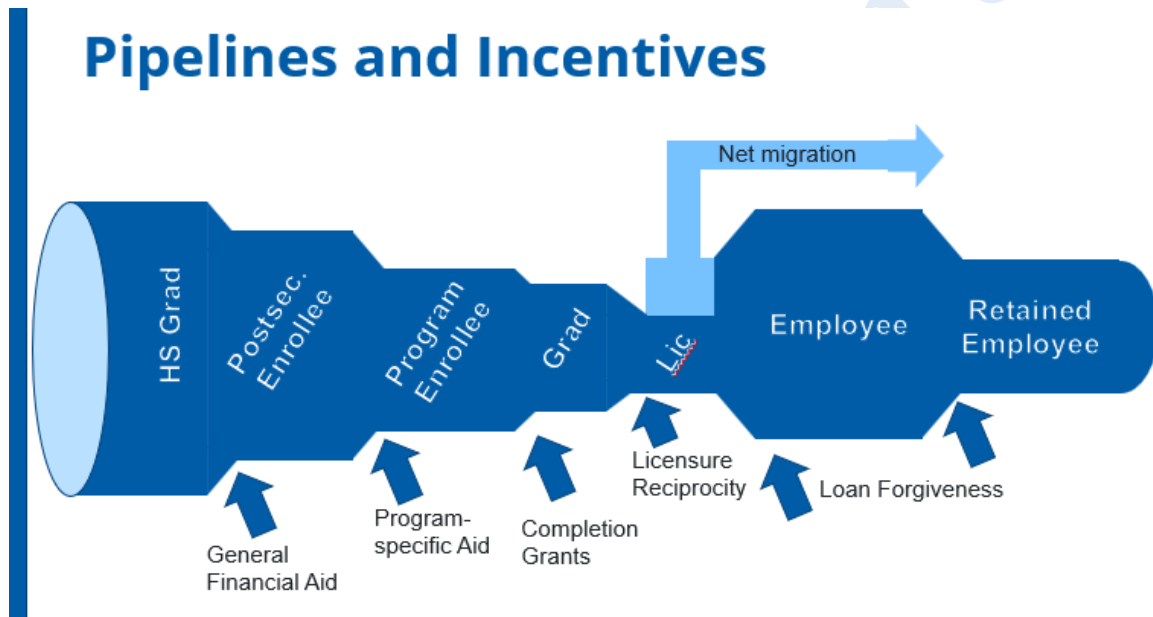 Pipelines and Incentives
Net migration
HS Grad
Postsec.
Enrollee
Program
Enrollee
Grad
Lic
Employee
Retained
Employee
General
Financial Aid
Program-
specific Aid
Completion
Grants
Licensure
Reciprocity
Loan Forgiveness